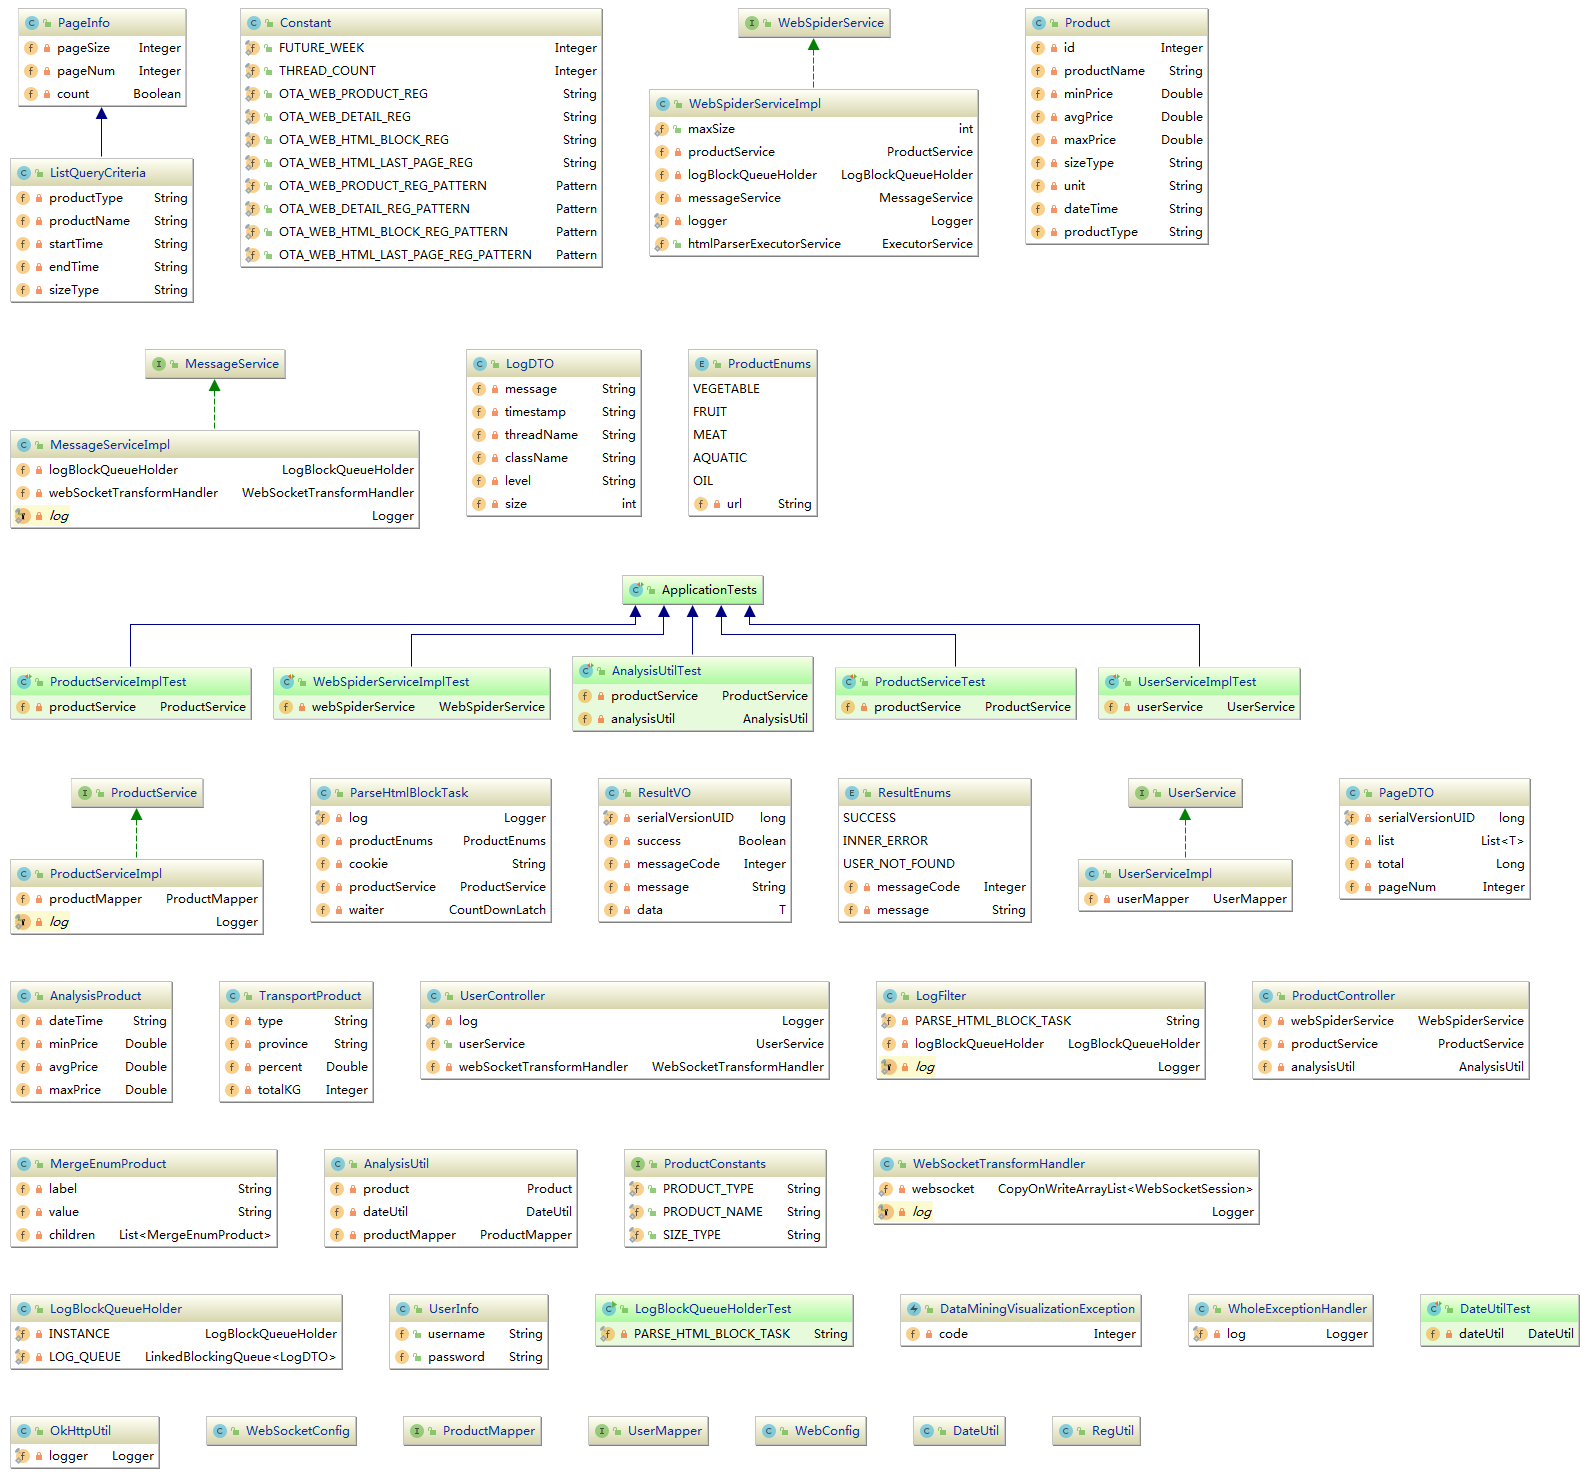 PageInfo
pageSize Integer
pageNum Integer
count Boolean
ListQueryCriteria
productType String
productName String
startTime String
endTime String
sizeType String
Constant
FUTURE_WEEK Integer
THREAD_COUNT Integer
OTA_WEB_PRODUCT_REG String
OTA_WEB_DETAIL_REG String
OTA_WEB_HTML_BLOCK_REG String
OTA_WEB_HTML_LAST_PAGE_REG String
OTA_WEB_PRODUCT_REG_PATTERN Pattern
OTA_WEB_DETAIL_REG_PATTERN Pattern
OTA_WEB_HTML_BLOCK_REG_PATTERN Pattern
OTA_WEB_HTML_LAST_PAGE_REG_PATTERN Pattern
WebSpiderService
WebSpiderServiceImpl
maxSize int
productService ProductService
logBlockQueueHolder LogBlockQueueHolder
messageService MessageService
logger Logger
htmlParserExecutorService ExecutorService
Product
id Integer
productName String
minPrice Double
avgPrice Double
maxPrice Double
sizeType String
unit String
dateTime String
productType String
MessageService
MessageServiceImpl
logBlockQueueHolder LogBlockQueueHolder
webSocketTransformHandler WebSocketTransformHandler
log Logger
LogDTO
message String
timestamp String
threadName String
className String
level String
size int
ProductEnums
VEGETABLE
FRUIT
MEAT
AQUATIC
OIL
url String
ApplicationTests
ProductServiceImplTest
productService ProductService
WebSpiderServiceImplTest
webSpiderService WebSpiderService
AnalysisUtilTest
productService ProductService
analysisUtil AnalysisUtil
ProductServiceTest
productService ProductService
UserServiceImplTest
userService UserService
ProductService
ProductServiceImpl
productMapper ProductMapper
log Logger
ParseHtmlBlockTask
log Logger
productEnums ProductEnums
cookie String
productService ProductService
waiter CountDownLatch
ResultVO
serialVersionUID long
success Boolean
messageCode Integer
message String
data T
ResultEnums
SUCCESS
INNER_ERROR
USER_NOT_FOUND
messageCode Integer
message String
UserService
UserServiceImpl
userMapper UserMapper
PageDTO
serialVersionUID long
list List<T>
total Long
pageNum Integer
AnalysisProduct
dateTime String
minPrice Double
avgPrice Double
maxPrice Double
TransportProduct
type String
province String
percent Double
totalKG Integer
UserController
log Logger
userService UserService
webSocketTransformHandler WebSocketTransformHandler
LogFilter
PARSE_HTML_BLOCK_TASK String
logBlockQueueHolder LogBlockQueueHolder
log Logger
ProductController
webSpiderService WebSpiderService
productService ProductService
analysisUtil AnalysisUtil
MergeEnumProduct
label String
value String
children List<MergeEnumProduct>
AnalysisUtil
product Product
dateUtil DateUtil
productMapper ProductMapper
ProductConstants
PRODUCT_TYPE String
PRODUCT_NAME String
SIZE_TYPE String
WebSocketTransformHandler
websocket CopyOnWriteArrayList<WebSocketSession>
log Logger
LogBlockQueueHolder
INSTANCE LogBlockQueueHolder
LOG_QUEUE LinkedBlockingQueue<LogDTO>
UserInfo
username String
password String
LogBlockQueueHolderTest
PARSE_HTML_BLOCK_TASK String
DataMiningVisualizationException
code Integer
WholeExceptionHandler
log Logger
DateUtilTest
dateUtil DateUtil
OkHttpUtil
logger Logger
WebSocketConfig
ProductMapper
UserMapper
WebConfig
DateUtil
RegUtil